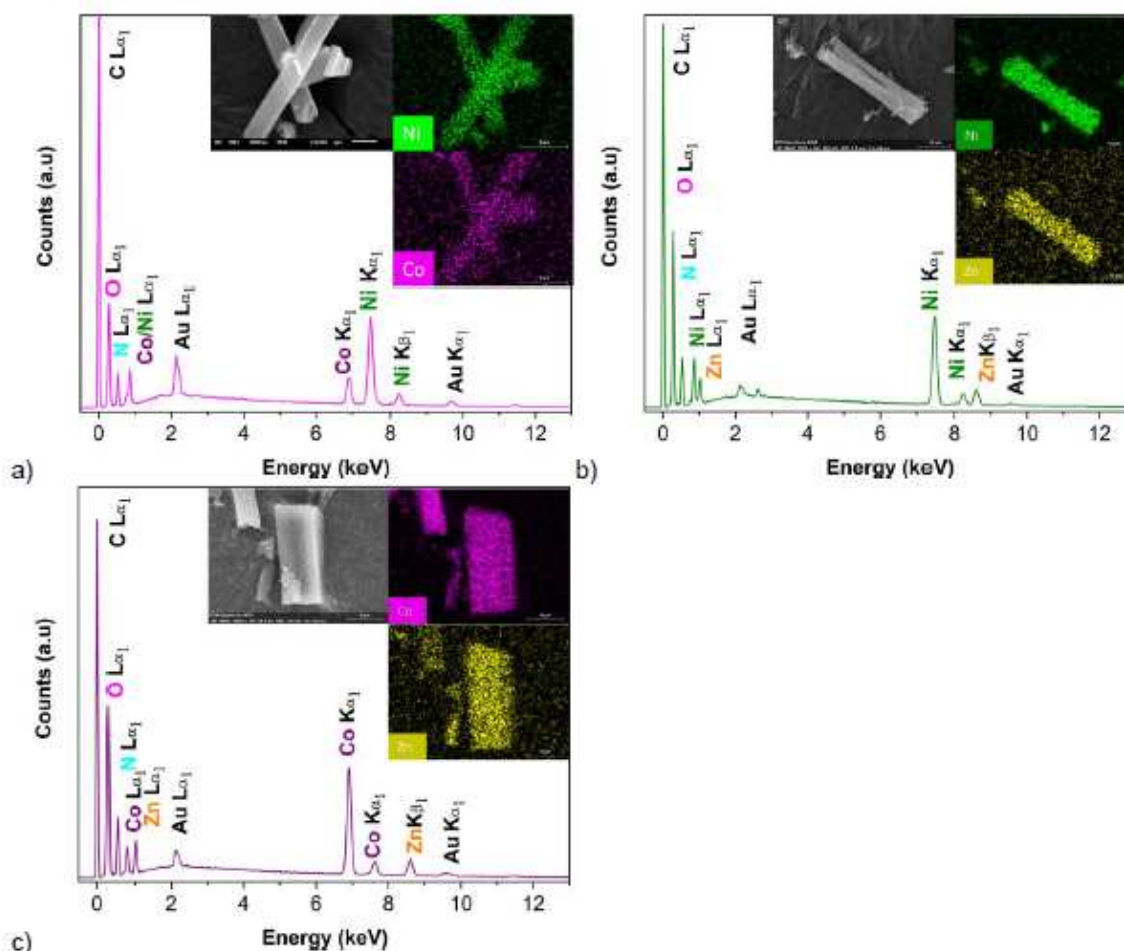 C Lα1
O Lα1
N Lα1
Co/Ni Lα1
Au Lα1
Co Kα1
Ni Kα1
Ni Kβ1
Au Kα1
Ni
Co
Counts (a.u)
0 2 4 6 8 10 12
Energy (keV)
a)
C Lα1
O Lα1
N Lα1
Ni Lα1
Zn Lα1
Au Lα1
Ni Kα1
Ni Kα1
ZnKβ1
Au Kα1
Ni
Zn
Counts (a.u)
0 2 4 6 8 10 12
Energy (keV)
b)
C Lα1
O Lα1
N Lα1
Co Lα1
Zn Lα1
Au Lα1
Co Kα1
Co Kα1
ZnKβ1
Au Kα1
Co
Zn
Counts (a.u)
0 2 4 6 8 10 12
Energy (keV)
c)